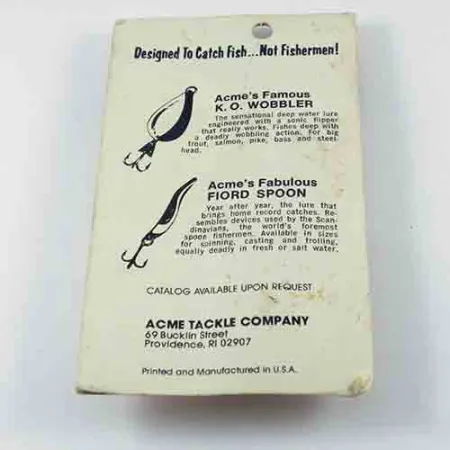 Designed To Catch Fish...Not Fishermen!
Acme's Famous
K.O. WOBBLER
The sensational deep water lure
engineered with a sonic flipper
that really works. Fishes deep with
a deadly wobbling action. For big
trout, salmon, pike, bass and steel-
head.
Acme's Fabulous
FIORD SPOON
Year after year, the lure that
brings home record catches. Re-
sembles devices used by the Scan-
dinavians, the world's foremost
spoon fishermen. Available in sizes
for spinning, casting and trolling,
equally deadly in fresh or salt water.
CATALOG AVAILABLE UPON REQUEST
ACME TACKLE COMPANY
69 Bucklin Street
Providence, RI 02907
Printed and Manufactured in U.S.A.